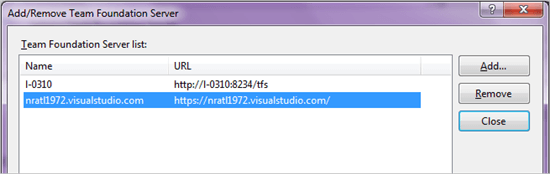 Add/Remove Team Foundation Server
Team Foundation Server list:
Name URL
I-0310 http://I-0310:8234/tfs
nratl1972.visualstudio.com https://nratl1972.visualstudio.com/
Add...
Remove
Close